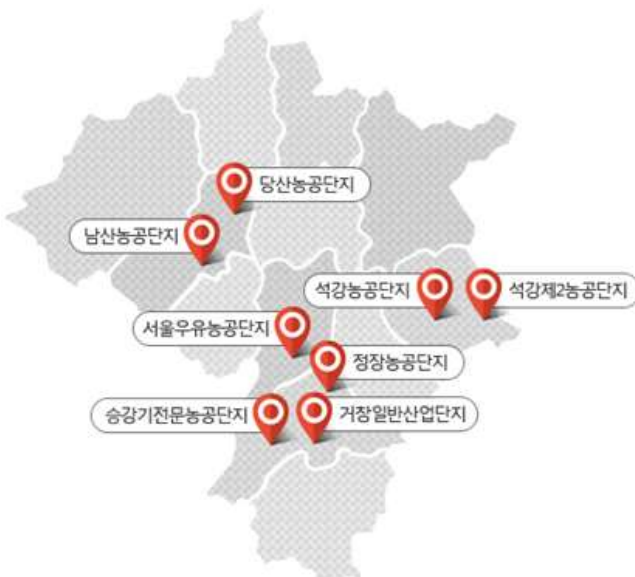 당산농공단지
남산농공단지
석강농공단지
석강제2농공단지
서울우유농공단지
정장농공단지
승강기전문농공단지
거창일반산업단지